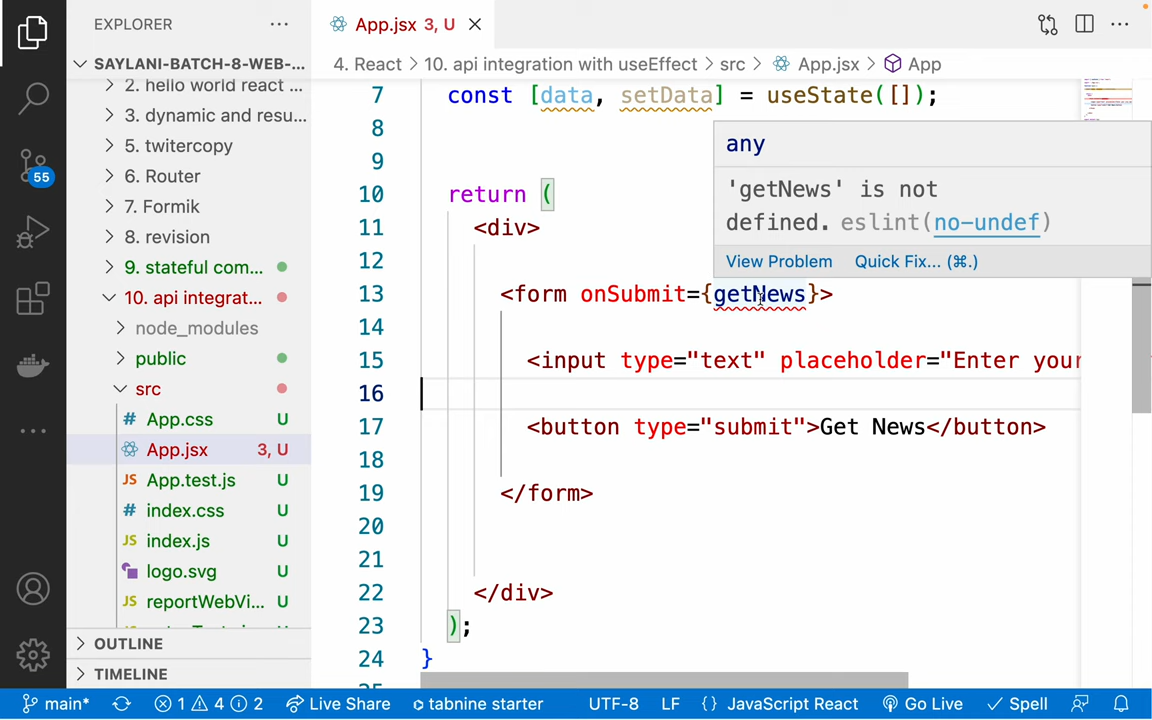 EXPLORER
App.jsx 3, U
SAYLANI-BATCH-8-WEB-...
4. React > 10. api integration with useEffect > src > App.jsx > App
2. hello world react ...
3. dynamic and resu...
5. twitercopy
6. Router
7. Formik
8. revision
9. stateful com...
10. api integrat...
node_modules
public
src
# App.css U
App.jsx 3, U
JS App.test.js U
# index.css U
JS index.js U
logo.svg U
JS reportWebVi... U
OUTLINE
TIMELINE
55
7 const [data, setData] = useState([]);
8
9
10 return (
11 <div>
12
13 <form onSubmit={getNews}>
14
15 <input type="text" placeholder="Enter your
16
17 <button type="submit">Get News</button>
18
19 </form>
20
21
22 </div>
23 );
24 }
any
'getNews' is not
defined. eslint(no-undef)
View Problem Quick Fix... (⌘.)
main* 1 4 2 Live Share tabnine starter UTF-8 LF {} JavaScript React Go Live Spell